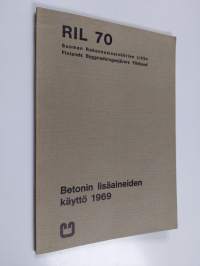 RIL 70
Suomen Rakennusinsinöörien Liitto
Finlands Byggnadsingenjörers Förbund
Betonin lisäaineiden
käyttö 1969